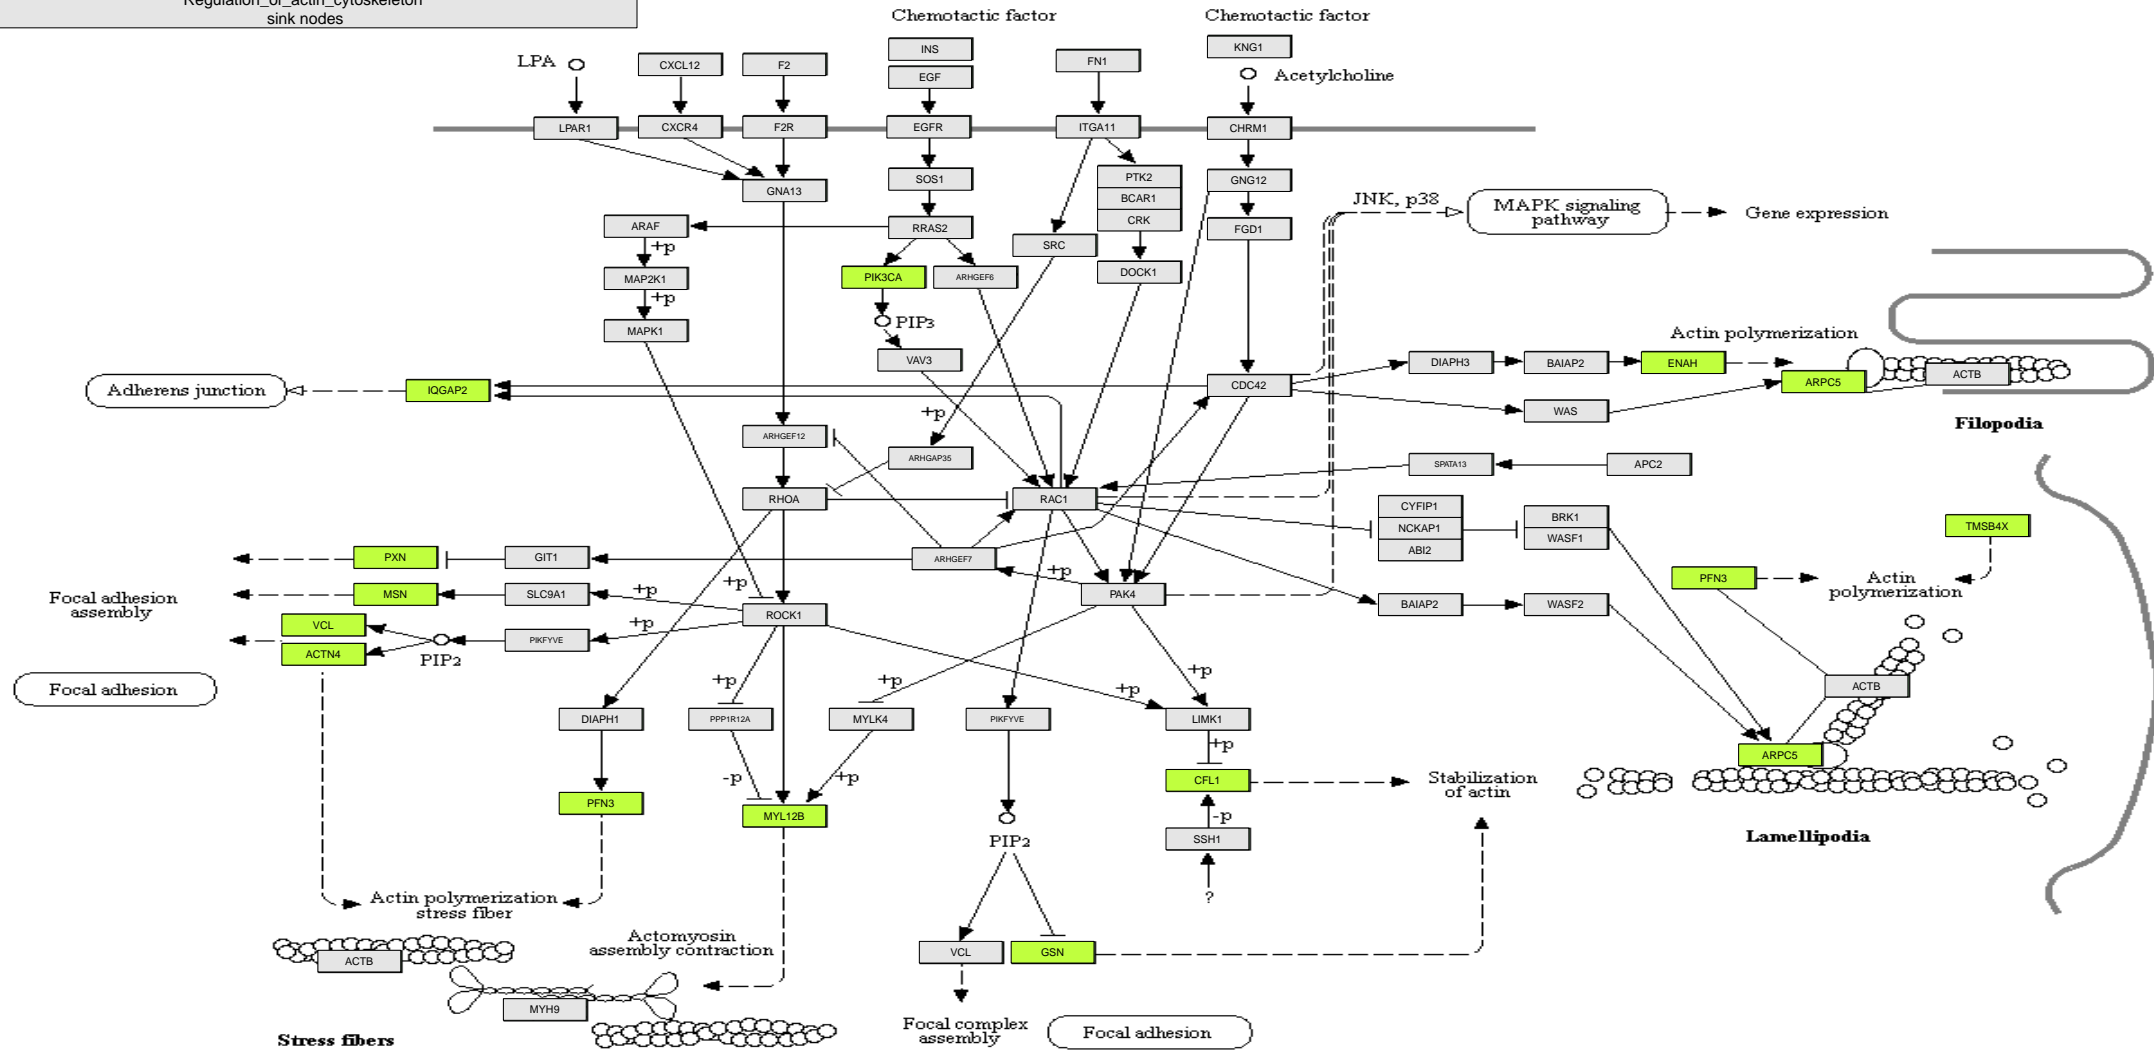 Regulation_of_actin_cytoskeleton
sink nodes
Chemotactic factor
Chemotactic factor
INS
KNG1
LPA
CXCL12
F2
EGF
FN1
Acetylcholine
LPAR1
CXCR4
F2R
EGFR
ITGA11
CHRM1
GNA13
SOS1
PTK2
BCAR1
CRK
GNG12
JNK, p38
MAPK signaling
pathway
Gene expression
ARAF
RRAS2
SRC
FGD1
+p
MAP2K1
PIK3CA
ARHGEF6
DOCK1
+p
MAPK1
PIP3
VAV3
Actin polymerization
DIAPH3
BAIAP2
ENAH
ARPC5
ACTB
Adherens junction
IQGAP2
CDC42
+p
WAS
Filopodia
ARHGEF12
ARHGAP35
SPATA13
APC2
RHOA
RAC1
CYFIP1
NCKAP1
ABI2
BRK1
WASF1
TMSB4X
PXN
GIT1
ARHGEF7
+p
PFN3
Actin
polymerization
Focal adhesion
assembly
MSN
SLC9A1
+p
+p
PAK4
BAIAP2
WASF2
VCL
ACTN4
PIP2
PIKFYVE
+p
ROCK1
Focal adhesion
+p
+p
+p
+p
ACTB
DIAPH1
PPP1R12A
MYLK4
PIKFYVE
LIMK1
+p
ARPC5
-p
+p
CFL1
Stabilization
of actin
PFN3
MYL12B
-p
PIP2
SSH1
Lamellipodia
?
Actin polymerization
stress fiber
Actomyosin
assembly contraction
ACTB
VCL
GSN
MYH9
Focal complex
assembly
Focal adhesion
Stress fibers